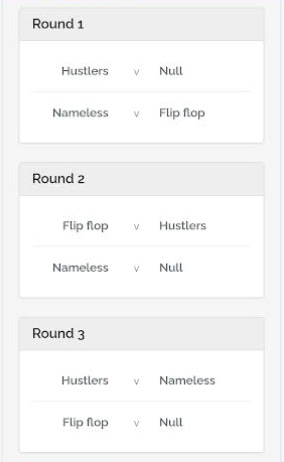 Round 1
Hustlers v Null
Nameless v Flip flop
Round 2
Flip flop v Hustlers
Nameless v Null
Round 3
Hustlers v Nameless
Flip flop v Null